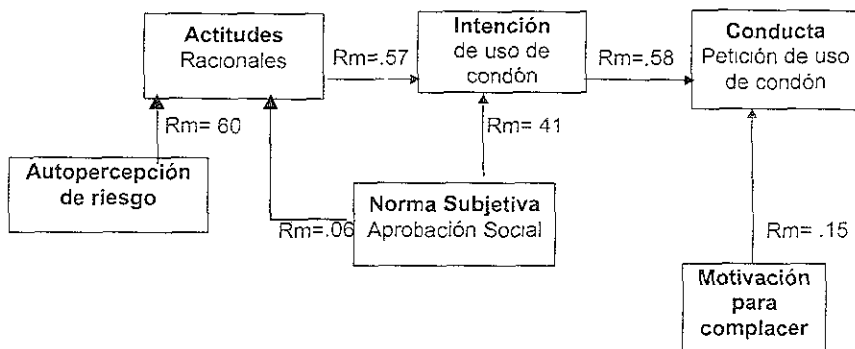 Actitudes
Racionales
Rm=.57
Intención
de uso de
condón
Rm=.58
Conducta
Petición de uso
de condón
Rm= 60
Rm= 41
Autopercepción
de riesgo
Norma Subjetiva
Aprobación Social
Rm=.06
Rm= .15
Motivación
para
complacer